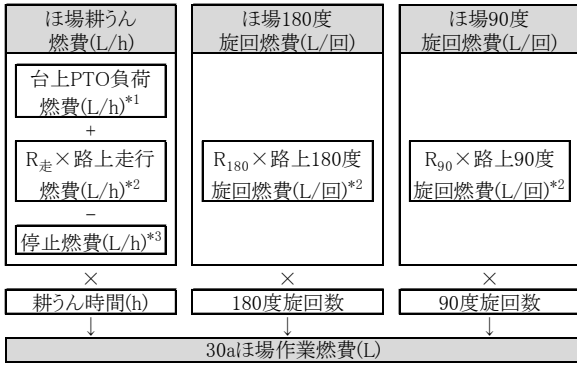 ほ場耕うん
燃費(L/h)
台上PTO負荷
燃費(L/h)*1
+
R走×路上走行
燃費(L/h)*2
−
停止燃費(L/h)*3
×
耕うん時間(h)
↓
ほ場180度
旋回燃費(L/回)
R180×路上180度
旋回燃費(L/回)*2
×
180度旋回数
↓
ほ場90度
旋回燃費(L/回)
R90×路上90度
旋回燃費(L/回)*2
×
90度旋回数
↓
30aほ場作業燃費(L)